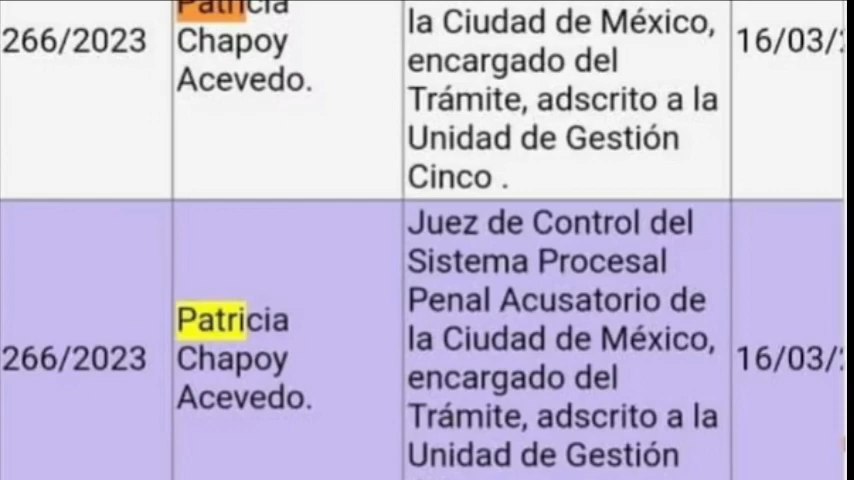 266/2023
Patricia
Chapoy
Acevedo.
la Ciudad de México,
encargado del
Trámite, adscrito a la
Unidad de Gestión
Cinco .
16/03/
266/2023
Patricia
Chapoy
Acevedo.
Juez de Control del
Sistema Procesal
Penal Acusatorio de
la Ciudad de México,
encargado del
Trámite, adscrito a la
Unidad de Gestión
16/03/